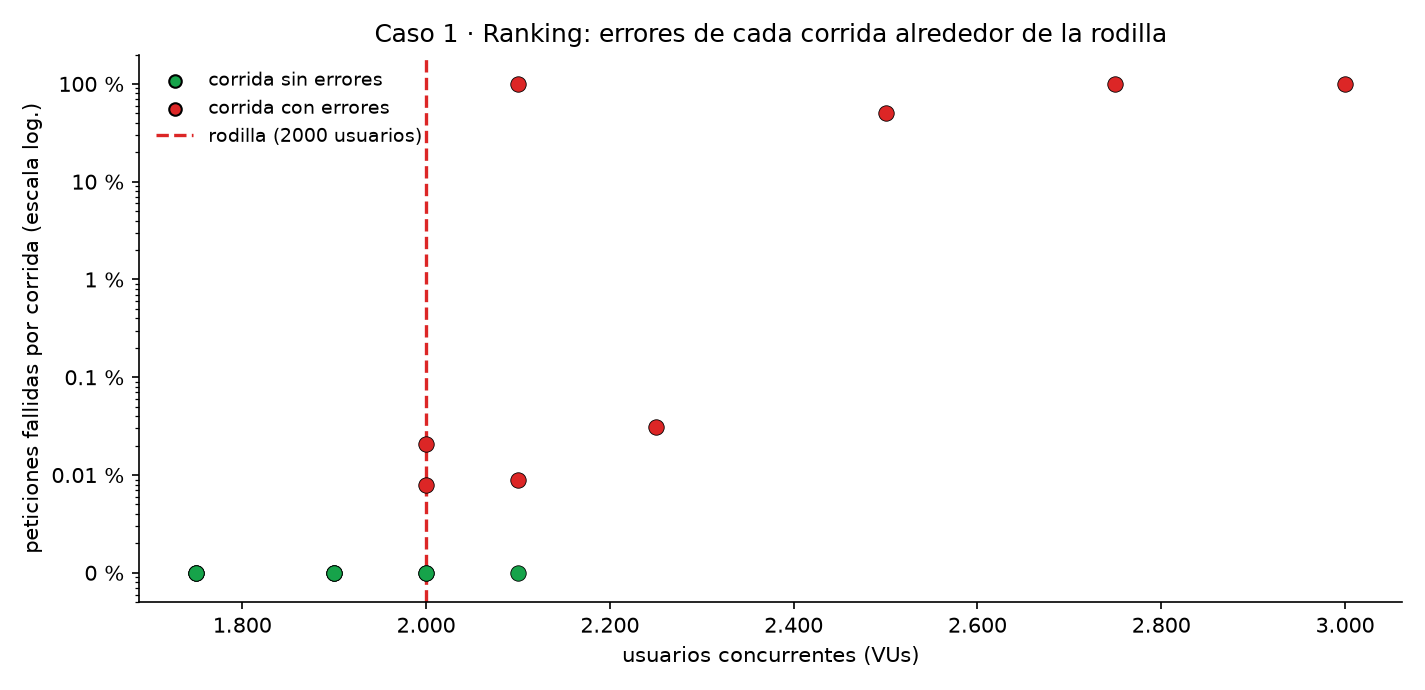 Caso 1 · Ranking: errores de cada corrida alrededor de la rodilla
corrida sin errores
corrida con errores
rodilla (2000 usuarios)
peticiones fallidas por corrida (escala log.)
100 %
10 %
1 %
0.1 %
0.01 %
0 %
1.800
2.000
2.200
2.400
2.600
2.800
3.000
usuarios concurrentes (VUs)